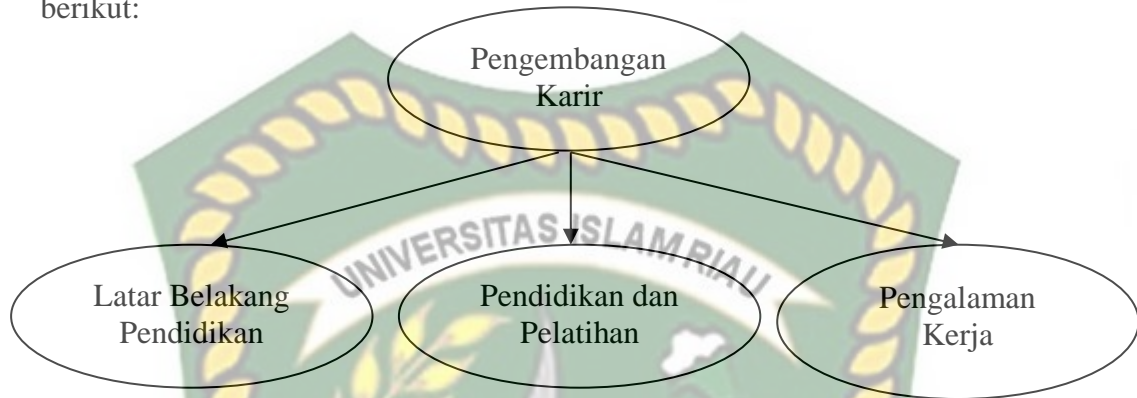 berikut:
Pengembangan
Karir
UNIVERSITAS ISLAM RIAU
Latar Belakang
Pendidikan
Pendidikan dan
Pelatihan
Pengalaman
Kerja